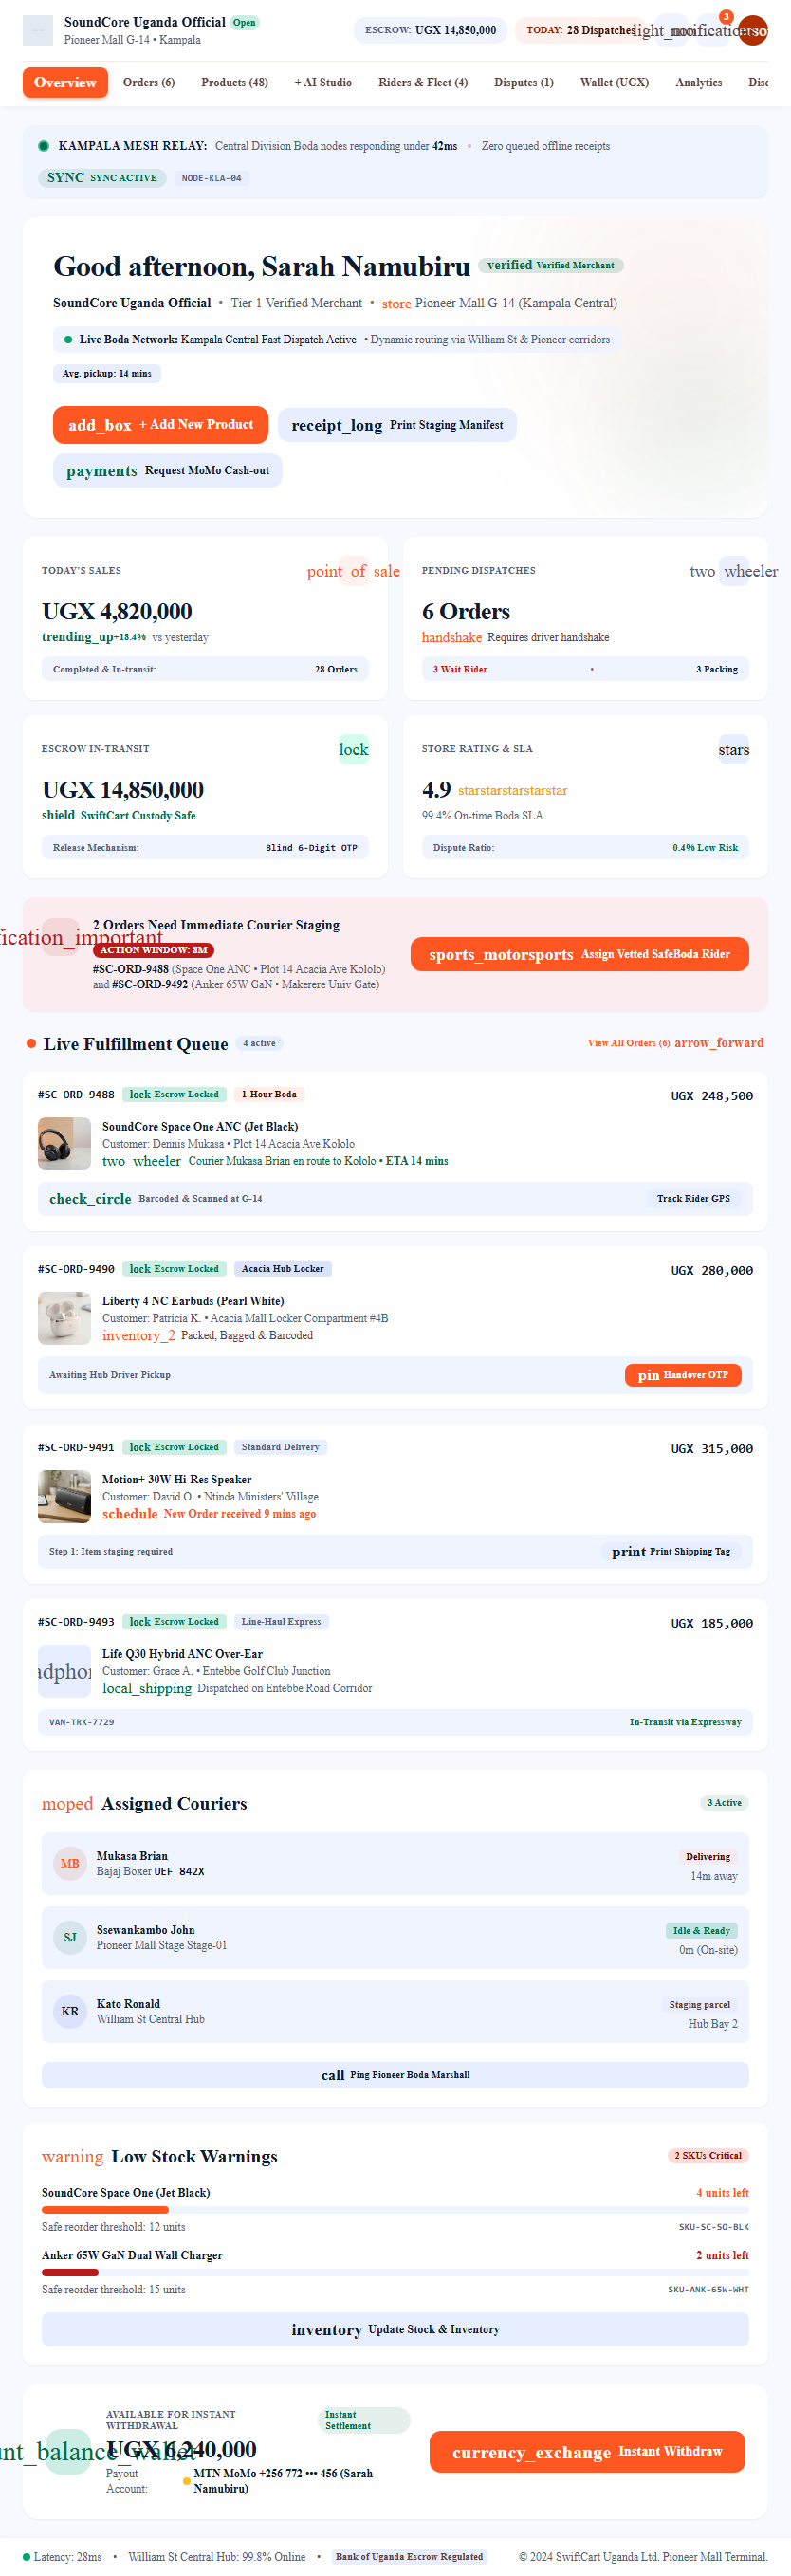 SoundCore Uganda Official Open
Pioneer Mall G-14 • Kampala
ESCROW: UGX 14,850,000
TODAY: 28 Dispatches
3
Overview
Orders (6)
Products (48)
+ AI Studio
Riders & Fleet (4)
Disputes (1)
Wallet (UGX)
Analytics
KAMPALA MESH RELAY: Central Division Boda nodes responding under 42ms • Zero queued offline receipts
SYNC SYNC ACTIVE NODE-KLA-04
Good afternoon, Sarah Namubiru verified Verified Merchant
SoundCore Uganda Official • Tier 1 Verified Merchant • store Pioneer Mall G-14 (Kampala Central)
Live Boda Network: Kampala Central Fast Dispatch Active • Dynamic routing via William St & Pioneer corridors
Avg. pickup: 14 mins
add_box + Add New Product
receipt_long Print Staging Manifest
payments Request MoMo Cash-out
TODAY'S SALES point_of_sale
UGX 4,820,000
trending_up +18.4% vs yesterday
Completed & In-transit: 28 Orders
PENDING DISPATCHES two_wheeler
6 Orders
handshake Requires driver handshake
3 Wait Rider • 3 Packing
ESCROW IN-TRANSIT lock
UGX 14,850,000
shield SwiftCart Custody Safe
Release Mechanism: Blind 6-Digit OTP
STORE RATING & SLA stars
4.9 starstarstarstarstar
99.4% On-time Boda SLA
Dispute Ratio: 0.4% Low Risk
fication_important
2 Orders Need Immediate Courier Staging
ACTION WINDOW: 8M
#SC-ORD-9488 (Space One ANC • Plot 14 Acacia Ave Kololo)
and #SC-ORD-9492 (Anker 65W GaN • Makerere Univ Gate)
sports_motorsports Assign Vetted SafeBoda Rider
Live Fulfillment Queue 4 active
View All Orders (6) arrow_forward
#SC-ORD-9488 lock Escrow Locked 1-Hour Boda UGX 248,500
SoundCore Space One ANC (Jet Black)
Customer: Dennis Mukasa • Plot 14 Acacia Ave Kololo
two_wheeler Courier Mukasa Brian en route to Kololo • ETA 14 mins
check_circle Barcoded & Scanned at G-14 Track Rider GPS
#SC-ORD-9490 lock Escrow Locked Acacia Hub Locker UGX 280,000
Liberty 4 NC Earbuds (Pearl White)
Customer: Patricia K. • Acacia Mall Locker Compartment #4B
inventory_2 Packed, Bagged & Barcoded
Awaiting Hub Driver Pickup pin Handover OTP
#SC-ORD-9491 lock Escrow Locked Standard Delivery UGX 315,000
Motion+ 30W Hi-Res Speaker
Customer: David O. • Ntinda Ministers' Village
schedule New Order received 9 mins ago
Step 1: Item staging required print Print Shipping Tag
#SC-ORD-9493 lock Escrow Locked Line-Haul Express UGX 185,000
Life Q30 Hybrid ANC Over-Ear
Customer: Grace A. • Entebbe Golf Club Junction
local_shipping Dispatched on Entebbe Road Corridor
VAN-TRK-7729 In-Transit via Expressway
moped Assigned Couriers 3 Active
MB Mukasa Brian Delivering
Bajaj Boxer UEF 842X 14m away
SJ Ssewankambo John Idle & Ready
Pioneer Mall Stage Stage-01 0m (On-site)
KR Kato Ronald Staging parcel
William St Central Hub Hub Bay 2
call Ping Pioneer Boda Marshall
warning Low Stock Warnings 2 SKUs Critical
SoundCore Space One (Jet Black) 4 units left
Safe reorder threshold: 12 units SKU-SC-SO-BLK
Anker 65W GaN Dual Wall Charger 2 units left
Safe reorder threshold: 15 units SKU-ANK-65W-WHT
inventory Update Stock & Inventory
AVAILABLE FOR INSTANT
WITHDRAWAL
Instant
Settlement
UGX 6,240,000
Payout
Account:
MTN MoMo +256 772 ••• 456 (Sarah
Namubiru)
currency_exchange Instant Withdraw
Latency: 28ms • William St Central Hub: 99.8% Online • Bank of Uganda Escrow Regulated © 2024 SwiftCart Uganda Ltd. Pioneer Mall Terminal.